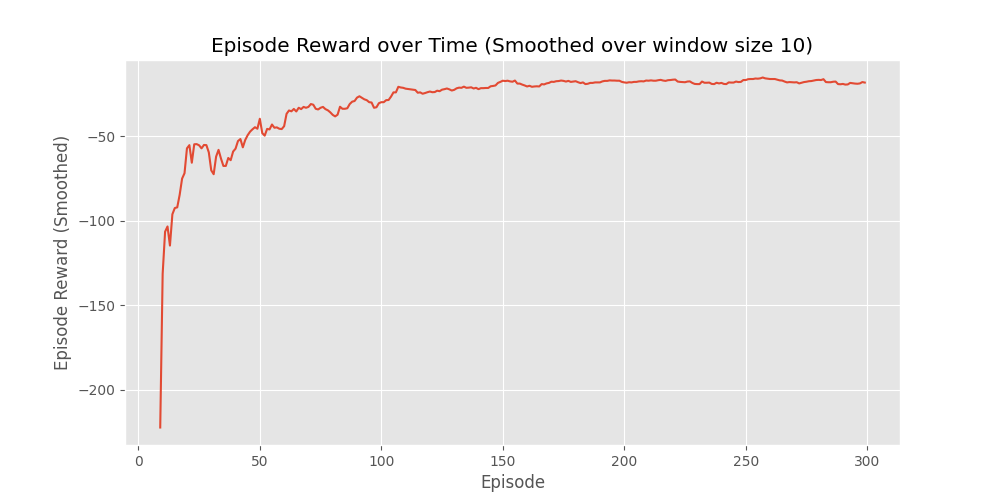 Episode Reward over Time (Smoothed over window size 10)
Episode Reward (Smoothed)
−50
−100
−150
−200
0 50 100 150 200 250 300
Episode